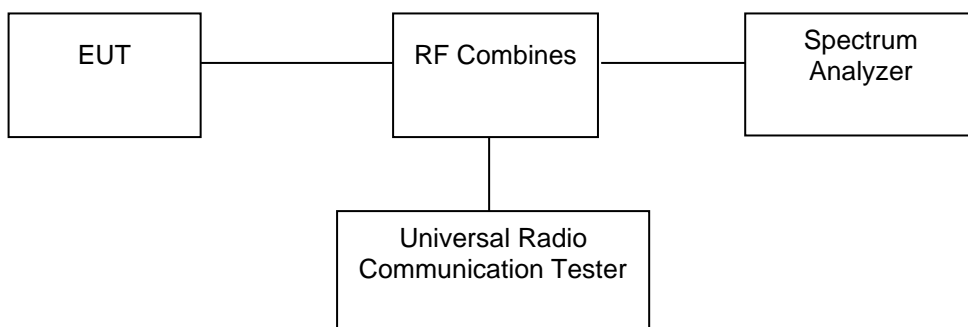 EUT
RF Combines
Spectrum
Analyzer
Universal Radio
Communication Tester